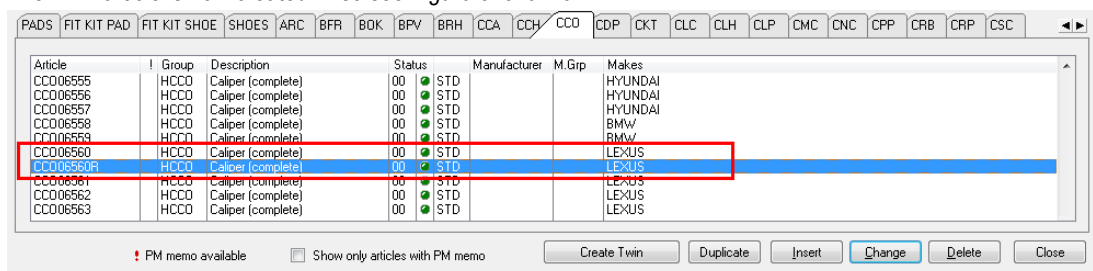 PADS FIT KIT PAD FIT KIT SHOE SHOES ARC BFR BOK BPV BRH CCA CCH CCO CDP CKT CLC CLH CLP CMC CNC CPP CRB CRP CSC
Article ! Group Description Status Manufacturer M.Grp Makes
CCO06555 HCCO Caliper (complete) 00 STD HYUNDAI
CCO06556 HCCO Caliper (complete) 00 STD HYUNDAI
CCO06557 HCCO Caliper (complete) 00 STD HYUNDAI
CCO06558 HCCO Caliper (complete) 00 STD BMW
CCO06559 HCCO Caliper (complete) 00 STD BMW
CCO06560 HCCO Caliper (complete) 00 STD LEXUS
CCO06560R HCCO Caliper (complete) 00 STD LEXUS
CCO06561 HCCO Caliper (complete) 00 STD LEXUS
CCO06562 HCCO Caliper (complete) 00 STD LEXUS
CCO06563 HCCO Caliper (complete) 00 STD LEXUS
! PM memo available Show only articles with PM memo Create Twin Duplicate Insert Change Delete Close